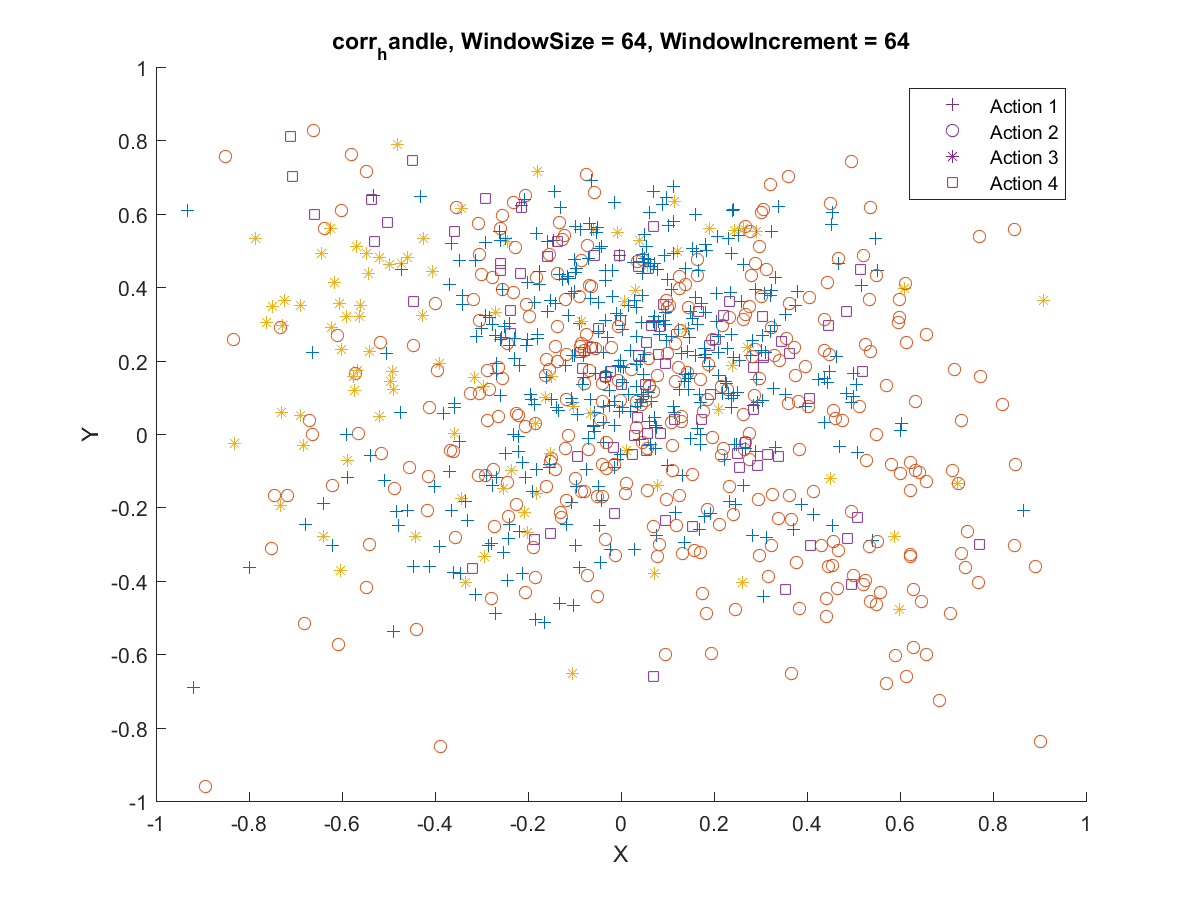 corr_handle, WindowSize = 64, WindowIncrement = 64
Action 1
Action 2
Action 3
Action 4
1
0.8
0.6
0.4
0.2
0
-0.2
-0.4
-0.6
-0.8
-1
Y
-1 -0.8 -0.6 -0.4 -0.2 0 0.2 0.4 0.6 0.8 1
X